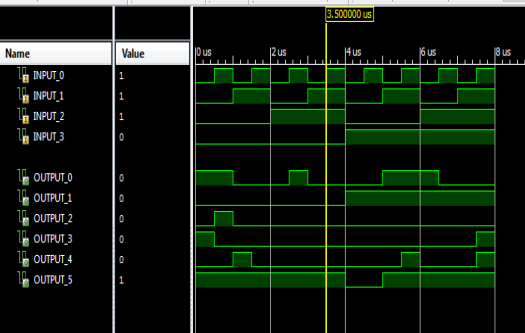 3.500000 us
Name Value
0 us 2 us 4 us 6 us 8 us
INPUT_0 1
INPUT_1 1
INPUT_2 1
INPUT_3 0
OUTPUT_0 0
OUTPUT_1 0
OUTPUT_2 0
OUTPUT_3 0
OUTPUT_4 0
OUTPUT_5 1